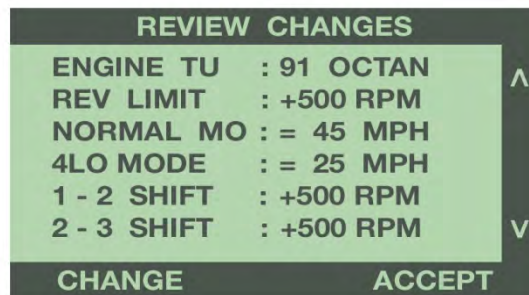 REVIEW CHANGES
ENGINE TU : 91 OCTAN
REV LIMIT : +500 RPM
NORMAL MO : = 45 MPH
4LO MODE : = 25 MPH
1 - 2 SHIFT : +500 RPM
2 - 3 SHIFT : +500 RPM
CHANGE ACCEPT